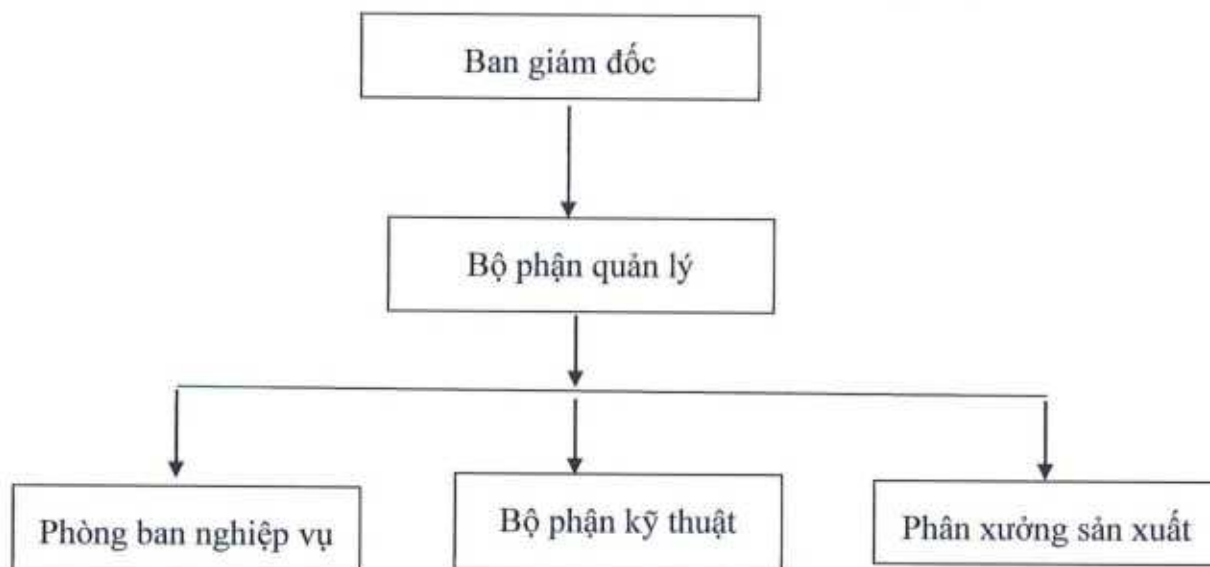 Ban giám đốc
Bộ phận quản lý
Phòng ban nghiệp vụ
Bộ phận kỹ thuật
Phân xưởng sản xuất